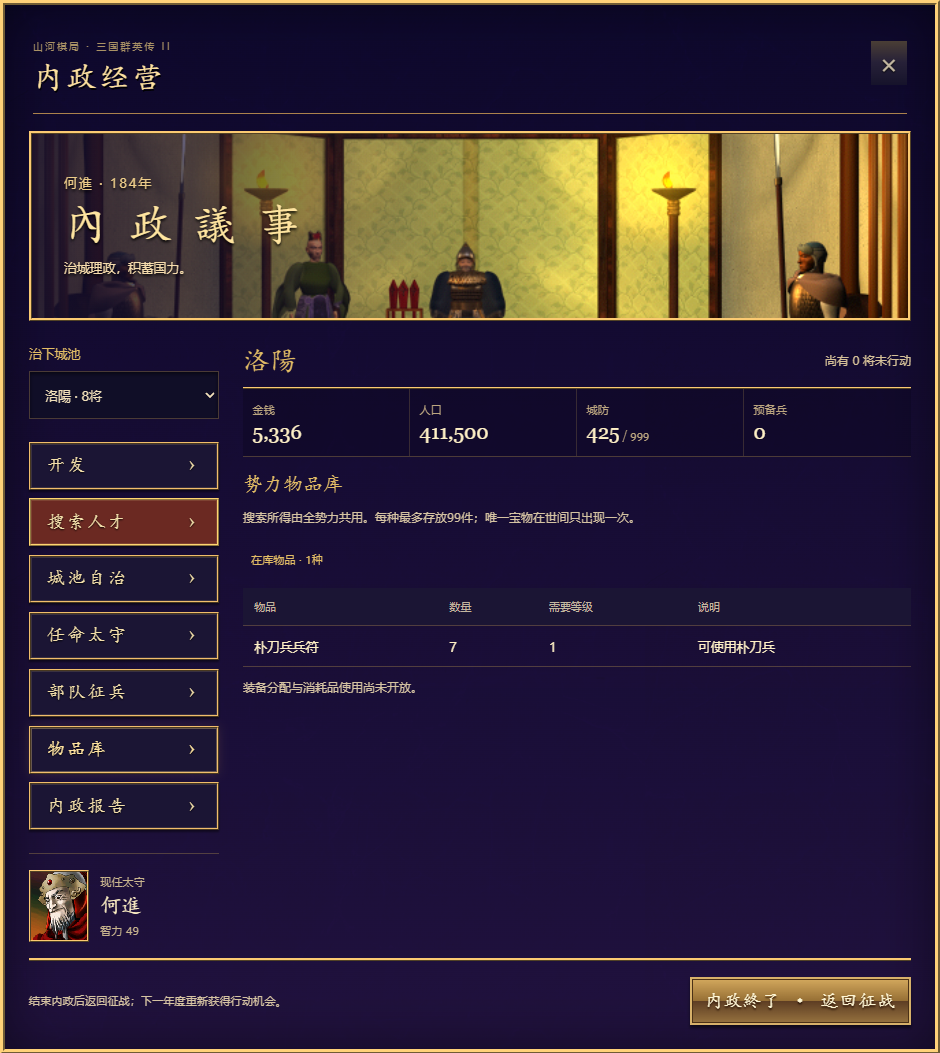 山河棋局 · 三国群英传 II
内政经营
×
何進 · 184年
內政議事
治城理政，积蓄国力。
治下城池
洛陽 · 8将
开发 ›
搜索人才 ›
城池自治 ›
任命太守 ›
部队征兵 ›
物品库 ›
内政报告 ›
现任太守
何進
智力 49
洛陽
尚有 0 将未行动
金钱 人口 城防 预备兵
5,336 411,500 425 / 999 0
势力物品库
搜索所得由全势力共用。每种最多存放99件；唯一宝物在世间只出现一次。
在库物品 · 1种
物品 数量 需要等级 说明
朴刀兵兵符 7 1 可使用朴刀兵
装备分配与消耗品使用尚未开放。
结束内政后返回征战；下一年度重新获得行动机会。
内政終了 · 返回征战